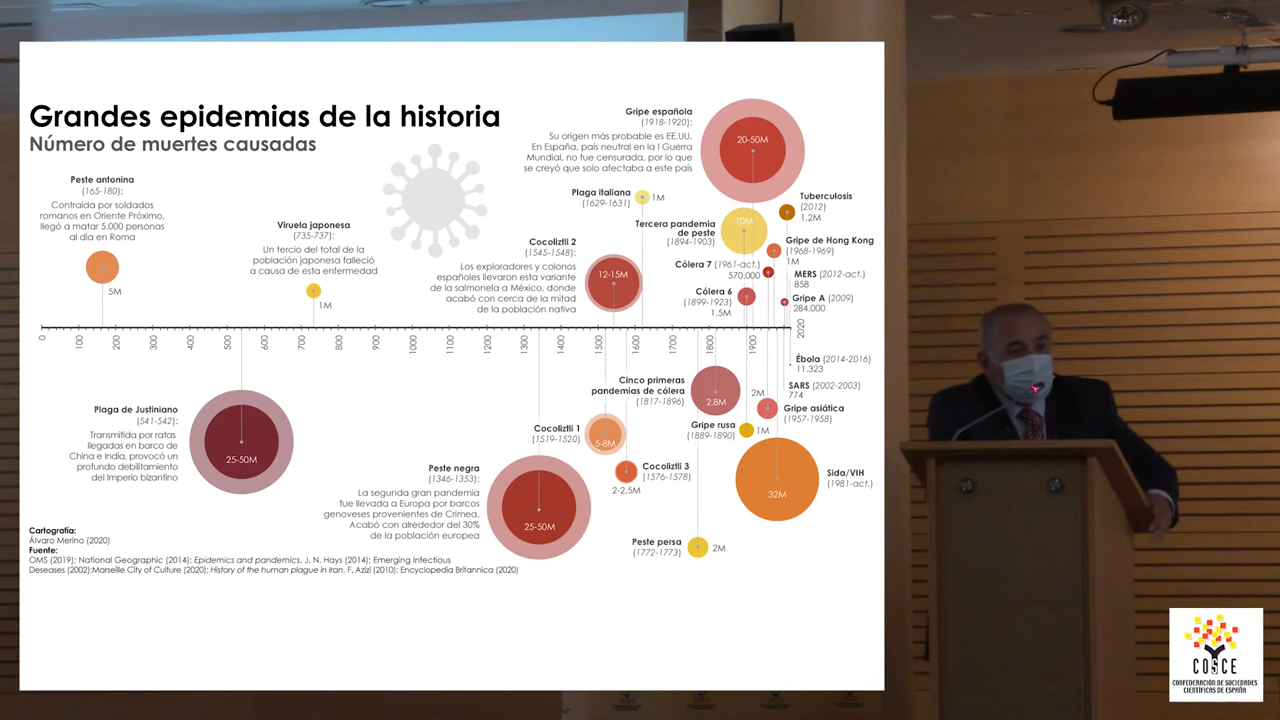 Grandes epidemias de la historia
Número de muertes causadas
Peste antonina
(165-180):
Contraída por soldados
romanos en Oriente Próximo,
llegó a matar 5.000 personas
al día en Roma
5M
Viruela japonesa
(735-737):
Un tercio del total de la
población japonesa falleció
a causa de esta enfermedad
1M
Cocoliztli 2
(1545-1548):
Los exploradores y colonos
españoles llevaron esta variante
de la salmonela a México, donde
acabó con cerca de la mitad
de la población nativa
12-15M
Gripe española
(1918-1920):
Su origen más probable es EE.UU.
En España, país neutral en la I Guerra
Mundial, no fue censurada, por lo que
se creyó que solo afectaba a este país
20-50M
Plaga italiana
(1629-1631)
1M
Tercera pandemia
de peste
(1894-1903)
10M
Cólera 7 (1961-act.)
570.000
Cólera 6
(1899-1923)
1,5M
Tuberculosis
(2012)
1,2M
Gripe de Hong Kong
(1968-1969)
1M
MERS (2012-act.)
858
Gripe A (2009)
284.000
0
100
200
300
400
500
600
700
800
900
1000
1100
1200
1300
1400
1500
1600
1700
1800
1900
2020
Plaga de Justiniano
(541-542):
Transmitida por ratas
llegadas en barco de
China e India, provocó un
profundo debilitamiento
del Imperio bizantino
25-50M
Peste negra
(1346-1353):
La segunda gran pandemia
fue llevada a Europa por barcos
genoveses provenientes de Crimea.
Acabó con alrededor del 30%
de la población europea
25-50M
Cocoliztli 1
(1519-1520)
5-8M
Cocoliztli 3
(1576-1578)
2-2,5M
Cinco primeras
pandemias de cólera
(1817-1896)
2,8M
Gripe rusa
(1889-1890)
1M
Peste persa
(1772-1773)
2M
Ébola (2014-2016)
11.323
SARS (2002-2003)
774
2M
Gripe asiática
(1957-1958)
Sida/VIH
(1981-act.)
32M
Cartografía:
Álvaro Merino (2020)
Fuente:
OMS (2019); National Geographic (2014); Epidemics and pandemics, J. N. Hays (2014); Emerging Infectious
Deseases (2002);Marseille City of Culture (2020); History of the human plague in Iran, F. Azizi (2010); Encyclopedia Britannica (2020)
COSCE
CONFEDERACIÓN DE SOCIEDADES
CIENTÍFICAS DE ESPAÑA